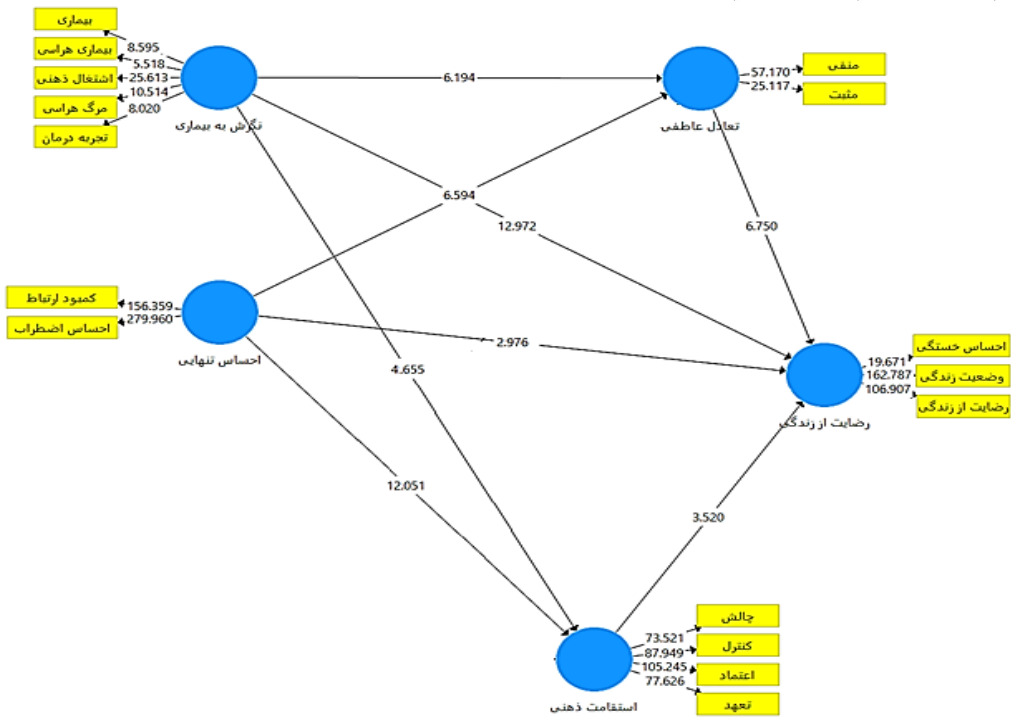 بیماری
8.595
بیماری هراسی
5.518
اشتغال ذهنی
25.613
مرگ هراسی
10.514
تجربه درمان
8.020
نگرش به بیماری
6.194
منفی
57.170
مثبت
25.117
تعادل عاطفی
6.594
12.972
6.750
کمبود ارتباط
156.359
احساس اضطراب
279.960
احساس تنهایی
2.976
4.655
احساس خستگی
19.671
وضعیت زندگی
162.787
رضایت از زندگی
106.907
رضایت از زندگی
12.051
3.520
چالش
73.521
کنترل
87.949
اعتماد
105.245
تعهد
77.626
استقامت ذهنی